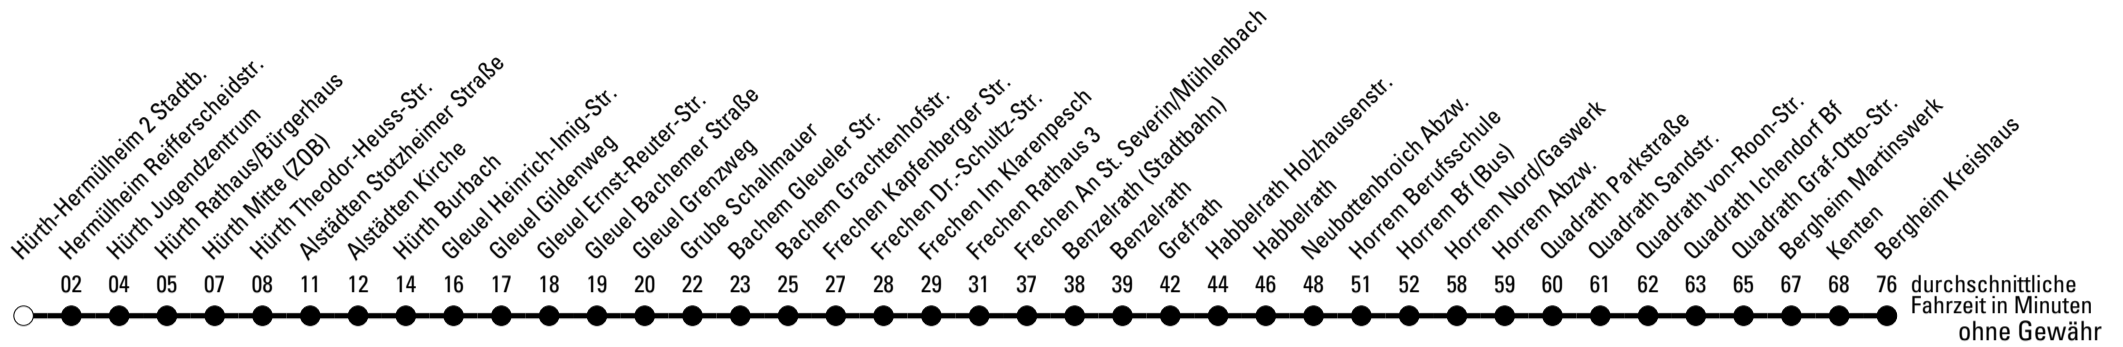 Hürth-Hermülheim 2 Stadtb.
Hermülheim Reifferscheidstr.
Hürth Jugendzentrum
Hürth Rathaus/Bürgerhaus
Hürth Mitte (ZOB)
Hürth Theodor-Heuss-Str.
Alstädten Stotzheimer Straße
Alstädten Kirche
Hürth Burbach
Gleuel Heinrich-Imig-Str.
Gleuel Gildenweg
Gleuel Ernst-Reuter-Str.
Gleuel Bachemer Straße
Gleuel Grenzweg
Grube Schallmauer
Bachem Gleueler Str.
Bachem Grachtenhofstr.
Frechen Kapfenberger Str.
Frechen Dr.-Schultz-Str.
Frechen Im Klarenpesch
Frechen Rathaus 3
Frechen An St. Severin/Mühlenbach
Benzelrath (Stadtbahn)
Benzelrath
Grefrath
Habbelrath Holzhausenstr.
Habbelrath
Neubottenbroich Abzw.
Horrem Berufsschule
Horrem Bf (Bus)
Horrem Nord/Gaswerk
Horrem Abzw.
Quadrath Parkstraße
Quadrath Sandstr.
Quadrath von-Roon-Str.
Quadrath Ichendorf Bf
Quadrath Graf-Otto-Str.
Bergheim Martinswerk
Kenten
Bergheim Kreishaus
02 04 05 07 08 11 12 14 16 17 18 19 20 22 23 25 27 28 29 31 37 38 39 42 44 46 48 51 52 58 59 60 61 62 63 65 67 68 76 durchschnittliche
Fahrzeit in Minuten
ohne Gewähr